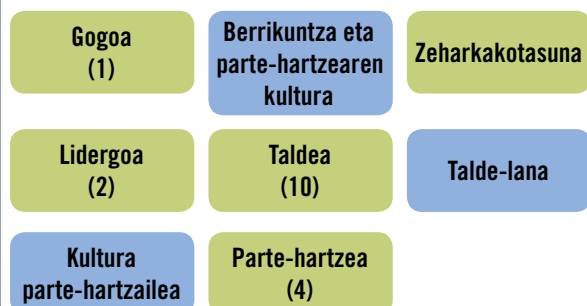 Gogoa
(1)
Berrikuntza eta
parte-hartzearen
kultura
Zeharkakotasuna
Lidergoa
(2)
Taldea
(10)
Talde-lana
Kultura
parte-hartzailea
Parte-hartzea
(4)